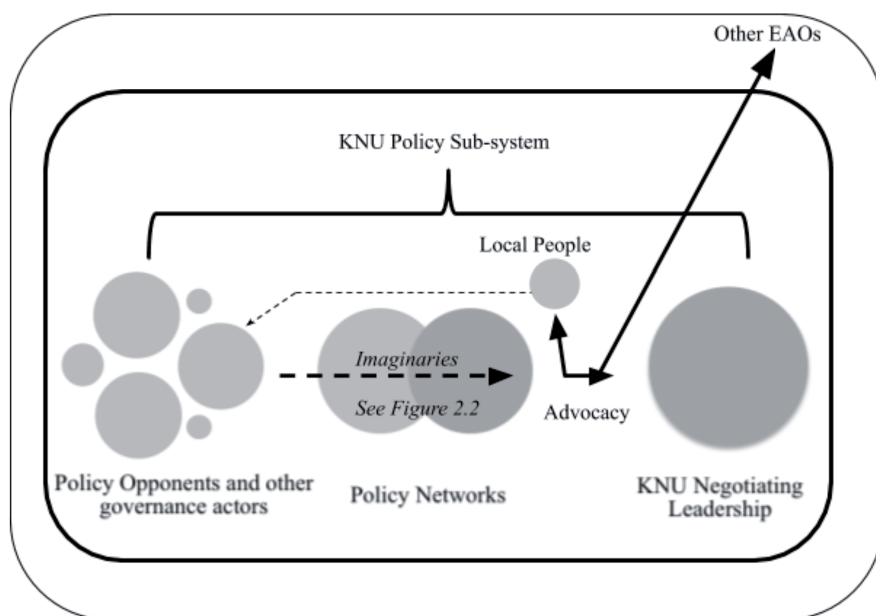 Other EAOs
KNU Policy Sub-system
Local People
Imaginaries
See Figure 2.2
Advocacy
Policy Opponents and other
governance actors
Policy Networks
KNU Negotiating
Leadership